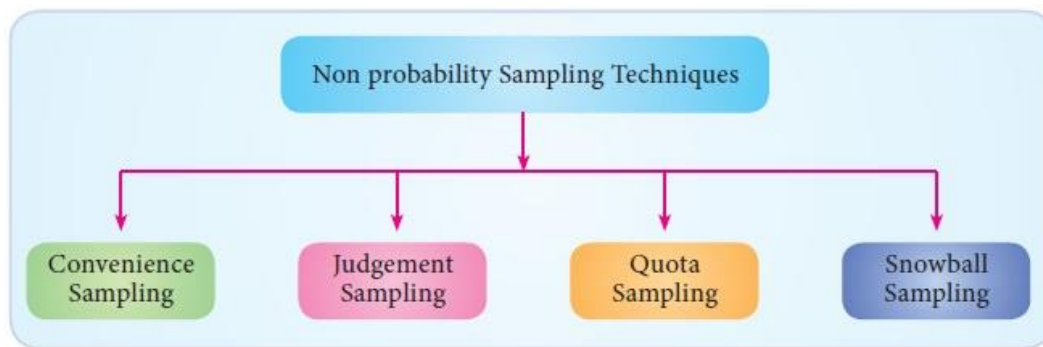 Non probability Sampling Techniques
Convenience
Sampling
Judgement
Sampling
Quota
Sampling
Snowball
Sampling